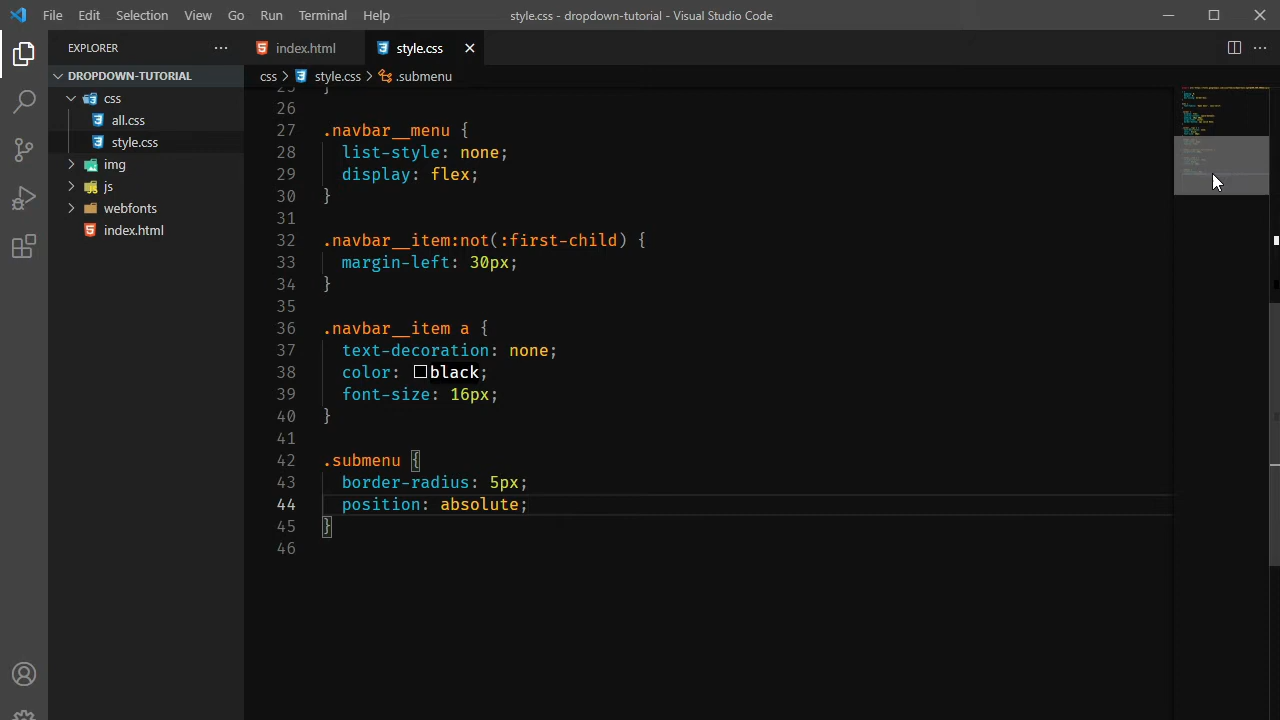 File Edit Selection View Go Run Terminal Help style.css - dropdown-tutorial - Visual Studio Code
EXPLORER
index.html
style.css
DROPDOWN-TUTORIAL
css > style.css > .submenu
css
all.css
style.css
img
js
webfonts
index.html
25 }
26
27 .navbar__menu {
28 list-style: none;
29 display: flex;
30 }
31
32 .navbar__item:not(:first-child) {
33 margin-left: 30px;
34 }
35
36 .navbar__item a {
37 text-decoration: none;
38 color: black;
39 font-size: 16px;
40 }
41
42 .submenu {
43 border-radius: 5px;
44 position: absolute;
45 }
46